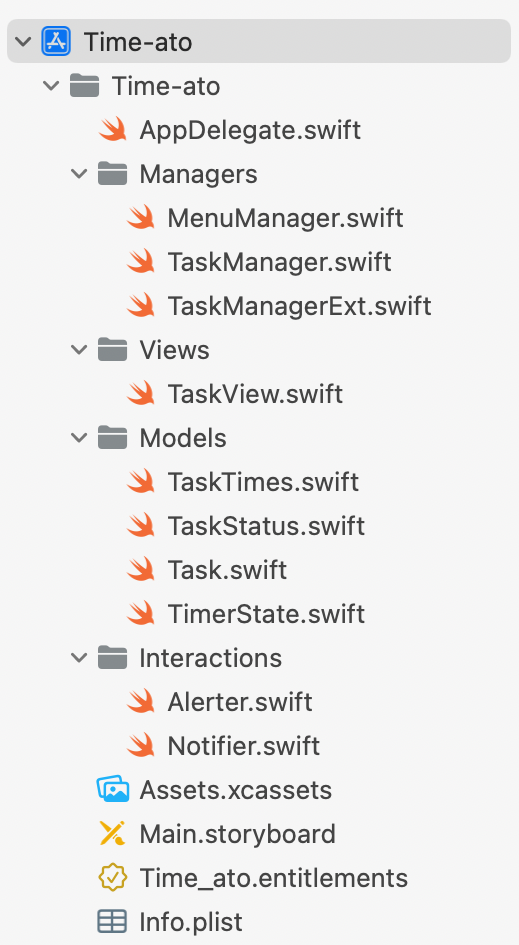 Time-ato
Time-ato
AppDelegate.swift
Managers
MenuManager.swift
TaskManager.swift
TaskManagerExt.swift
Views
TaskView.swift
Models
TaskTimes.swift
TaskStatus.swift
Task.swift
TimerState.swift
Interactions
Alerter.swift
Notifier.swift
Assets.xcassets
Main.storyboard
Time_ato.entitlements
Info.plist